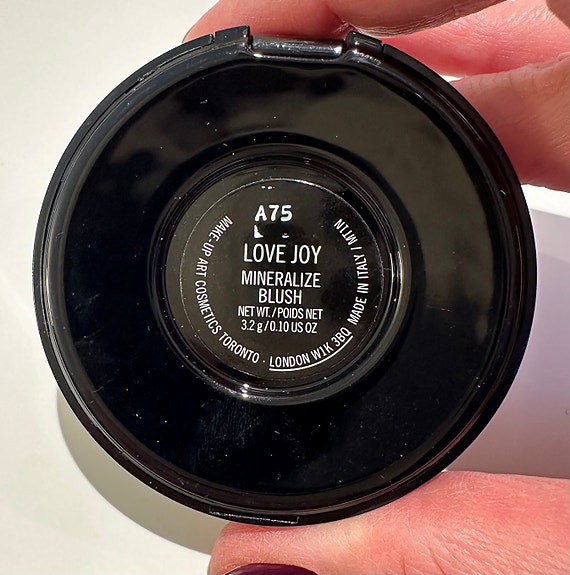 A75
LOVE JOY
MINERALIZE
BLUSH
NET WT. / POIDS NET
3.2 g / 0.10 US OZ
MAKE-UP ART COSMETICS TORONTO · LONDON W1K 3BQ MADE IN ITALY / MTIN